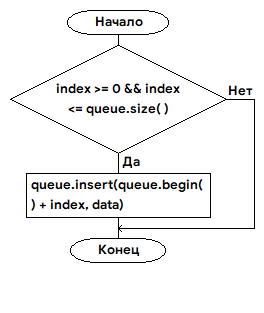 Начало
index >= 0 && index
<= queue.size( )
Нет
Да
queue.insert(queue.begin(
) + index, data)
Конец